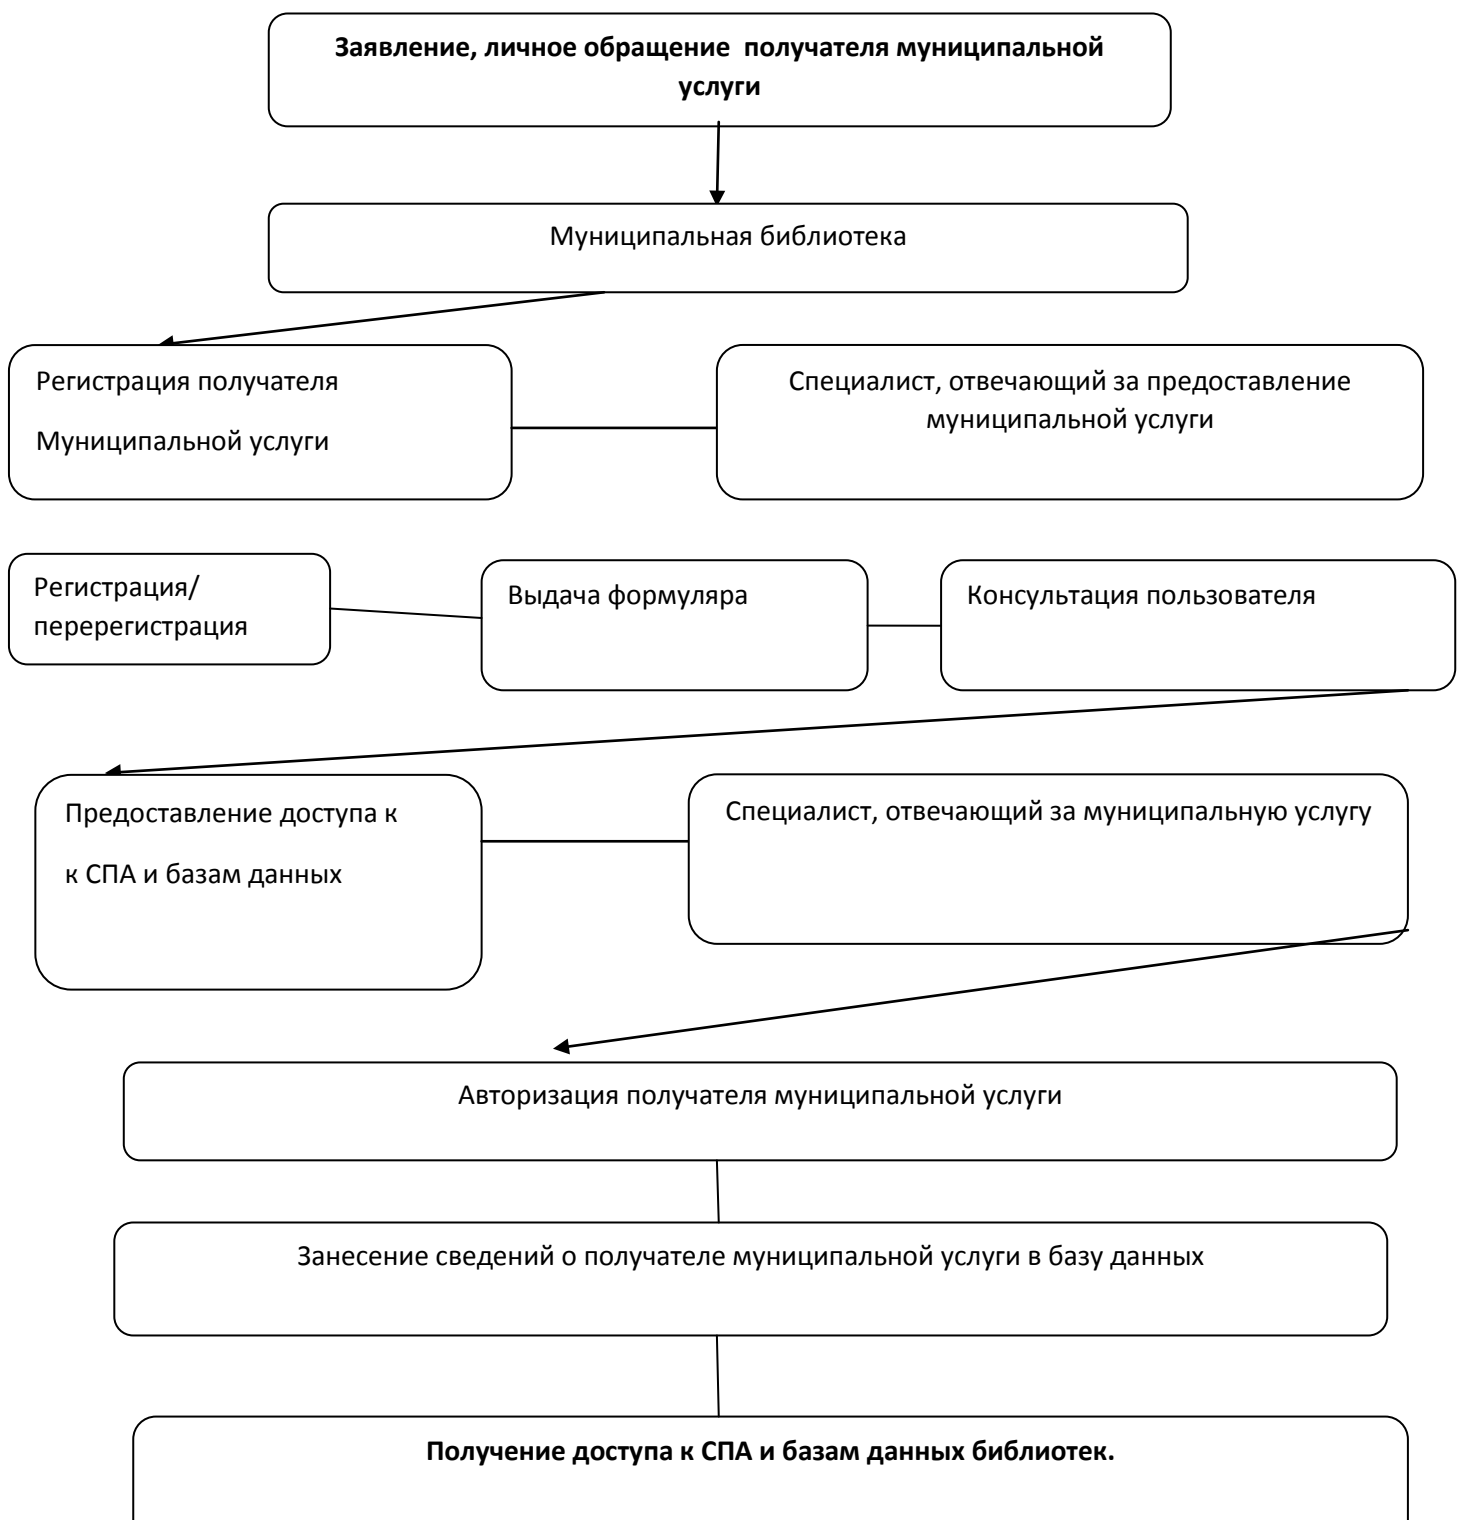 Заявление, личное обращение  получателя муниципальной
услуги
Муниципальная библиотека
Регистрация получателя
Муниципальной услуги
Специалист, отвечающий за предоставление
муниципальной услуги
Регистрация/
перерегистрация
Выдача формуляра
Консультация пользователя
Предоставление доступа к
к СПА и базам данных
Специалист, отвечающий за муниципальную услугу
Авторизация получателя муниципальной услуги
Занесение сведений о получателе муниципальной услуги в базу данных
Получение доступа к СПА и базам данных библиотек.